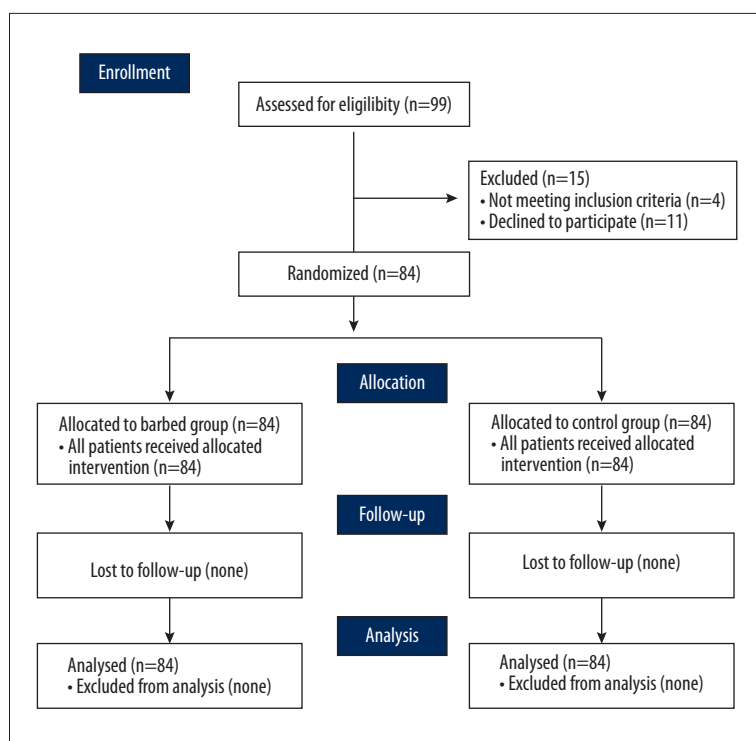 Enrollment
Assessed for eligilibity (n=99)
Excluded (n=15)
• Not meeting inclusion criteria (n=4)
• Declined to participate (n=11)
Randomized (n=84)
Allocation
Allocated to barbed group (n=84)
• All patients received allocated
intervention (n=84)
Allocated to control group (n=84)
• All patients received allocated
intervention (n=84)
Follow-up
Lost to follow-up (none)
Lost to follow-up (none)
Analysis
Analysed (n=84)
• Excluded from analysis (none)
Analysed (n=84)
• Excluded from analysis (none)